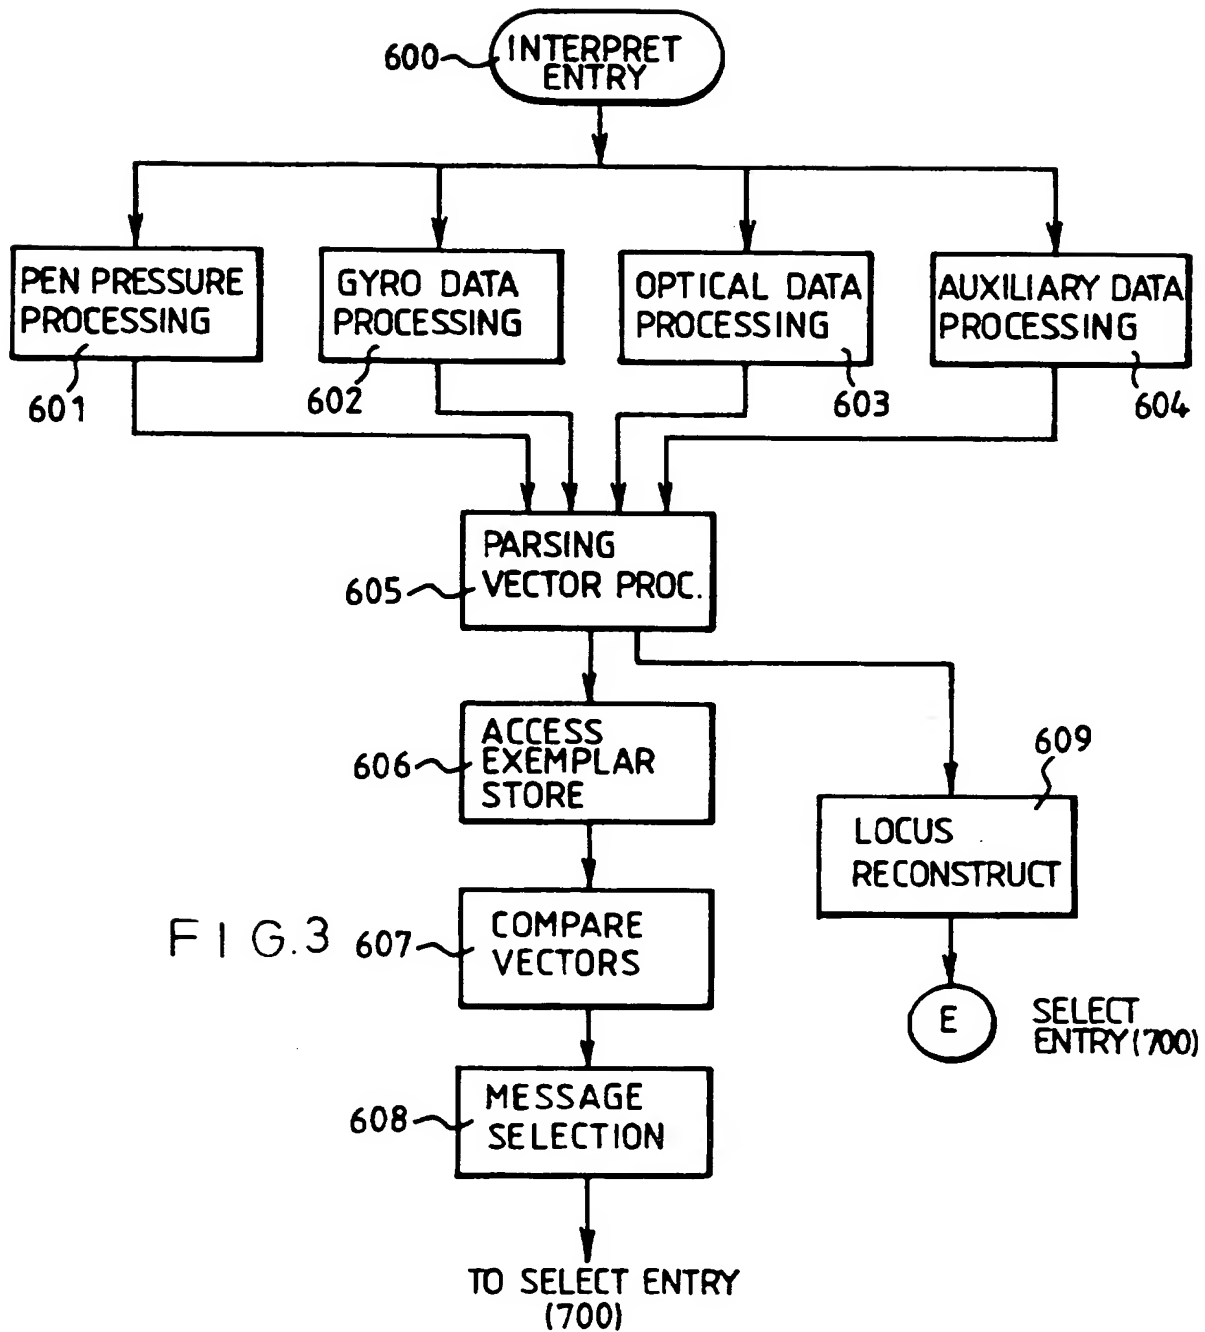 600
INTERPRET
ENTRY
PEN PRESSURE
PROCESSING
601
GYRO DATA
PROCESSING
602
OPTICAL DATA
PROCESSING
603
AUXILIARY DATA
PROCESSING
604
PARSING
VECTOR PROC.
605
ACCESS
EXEMPLAR
STORE
606
609
LOCUS
RECONSTRUCT
FIG.3
607
COMPARE
VECTORS
E
SELECT
ENTRY(700)
608
MESSAGE
SELECTION
TO SELECT ENTRY
(700)